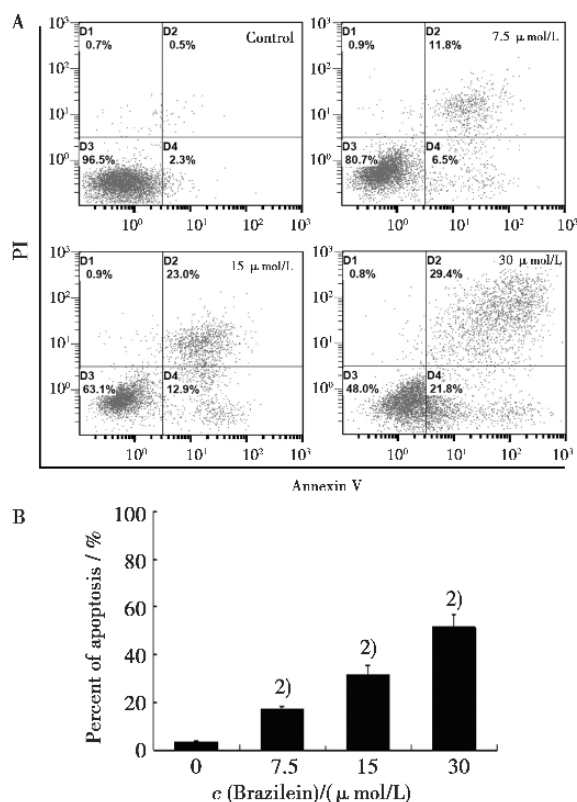 A
D1
0.7%
D2
0.5%
Control
D3
96.5%
D4
2.3%
10⁵
10³
10²
10¹
10⁰
10⁰ 10¹ 10² 10³
D1
0.9%
D2
11.8%
7.5 μ mol/L
D3
80.7%
D4
6.5%
10³
10²
10¹
10⁰
10⁰ 10¹ 10² 10³
PI
D1
0.9%
D2
23.0%
15 μ mol/L
D3
63.1%
D4
12.9%
10³
10²
10¹
10⁰
10⁰ 10¹ 10² 10³
D1
0.8%
D2
29.4%
30 μ mol/L
D3
48.0%
D4
21.8%
10³
10²
10¹
10⁰
10⁰ 10¹ 10² 10³
Annexin V
B
Percent of apoptosis / %
100
80
60
40
20
0
2)
2)
2)
0 7.5 15 30
c (Brazilein)/(μ mol/L)